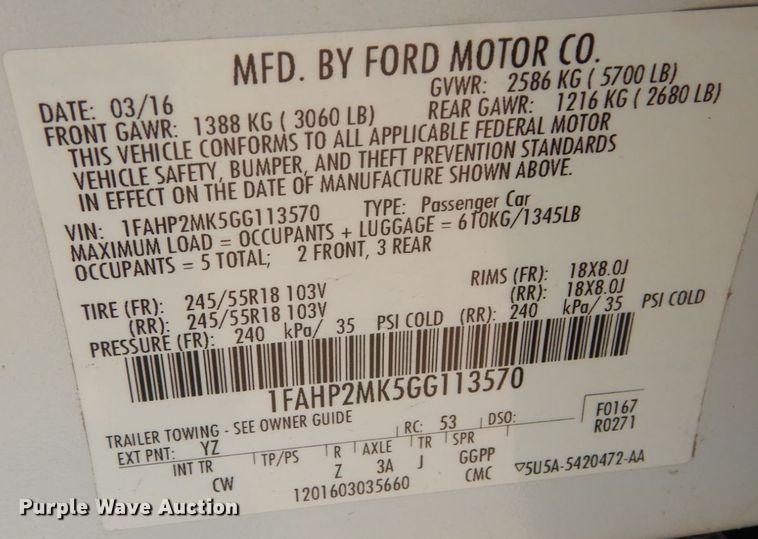 MFD. BY FORD MOTOR CO.
DATE: 03/16 GVWR: 2586 KG ( 5700 LB)
FRONT GAWR: 1388 KG ( 3060 LB) REAR GAWR: 1216 KG ( 2680 LB)
THIS VEHICLE CONFORMS TO ALL APPLICABLE FEDERAL MOTOR
VEHICLE SAFETY, BUMPER, AND THEFT PREVENTION STANDARDS
IN EFFECT ON THE DATE OF MANUFACTURE SHOWN ABOVE.
VIN: 1FAHP2MK5GG113570 TYPE: Passenger Car
MAXIMUM LOAD = OCCUPANTS + LUGGAGE = 610KG/1345LB
OCCUPANTS = 5 TOTAL; 2 FRONT, 3 REAR
TIRE (FR): 245/55R18 103V RIMS (FR): 18X8.0J
(RR): 245/55R18 103V (RR): 18X8.0J
PRESSURE (FR): 240 kPa/ 35 PSI COLD (RR): 240 kPa/ 35 PSI COLD
1FAHP2MK5GG113570
TRAILER TOWING - SEE OWNER GUIDE RC: 53 DSO: F0167
EXT PNT: YZ R0271
INT TR TP/PS R AXLE TR SPR
CW Z 3A J GGPP
1201603035660 CMC ▽5U5A-5420472-AA
Purple Wave Auction